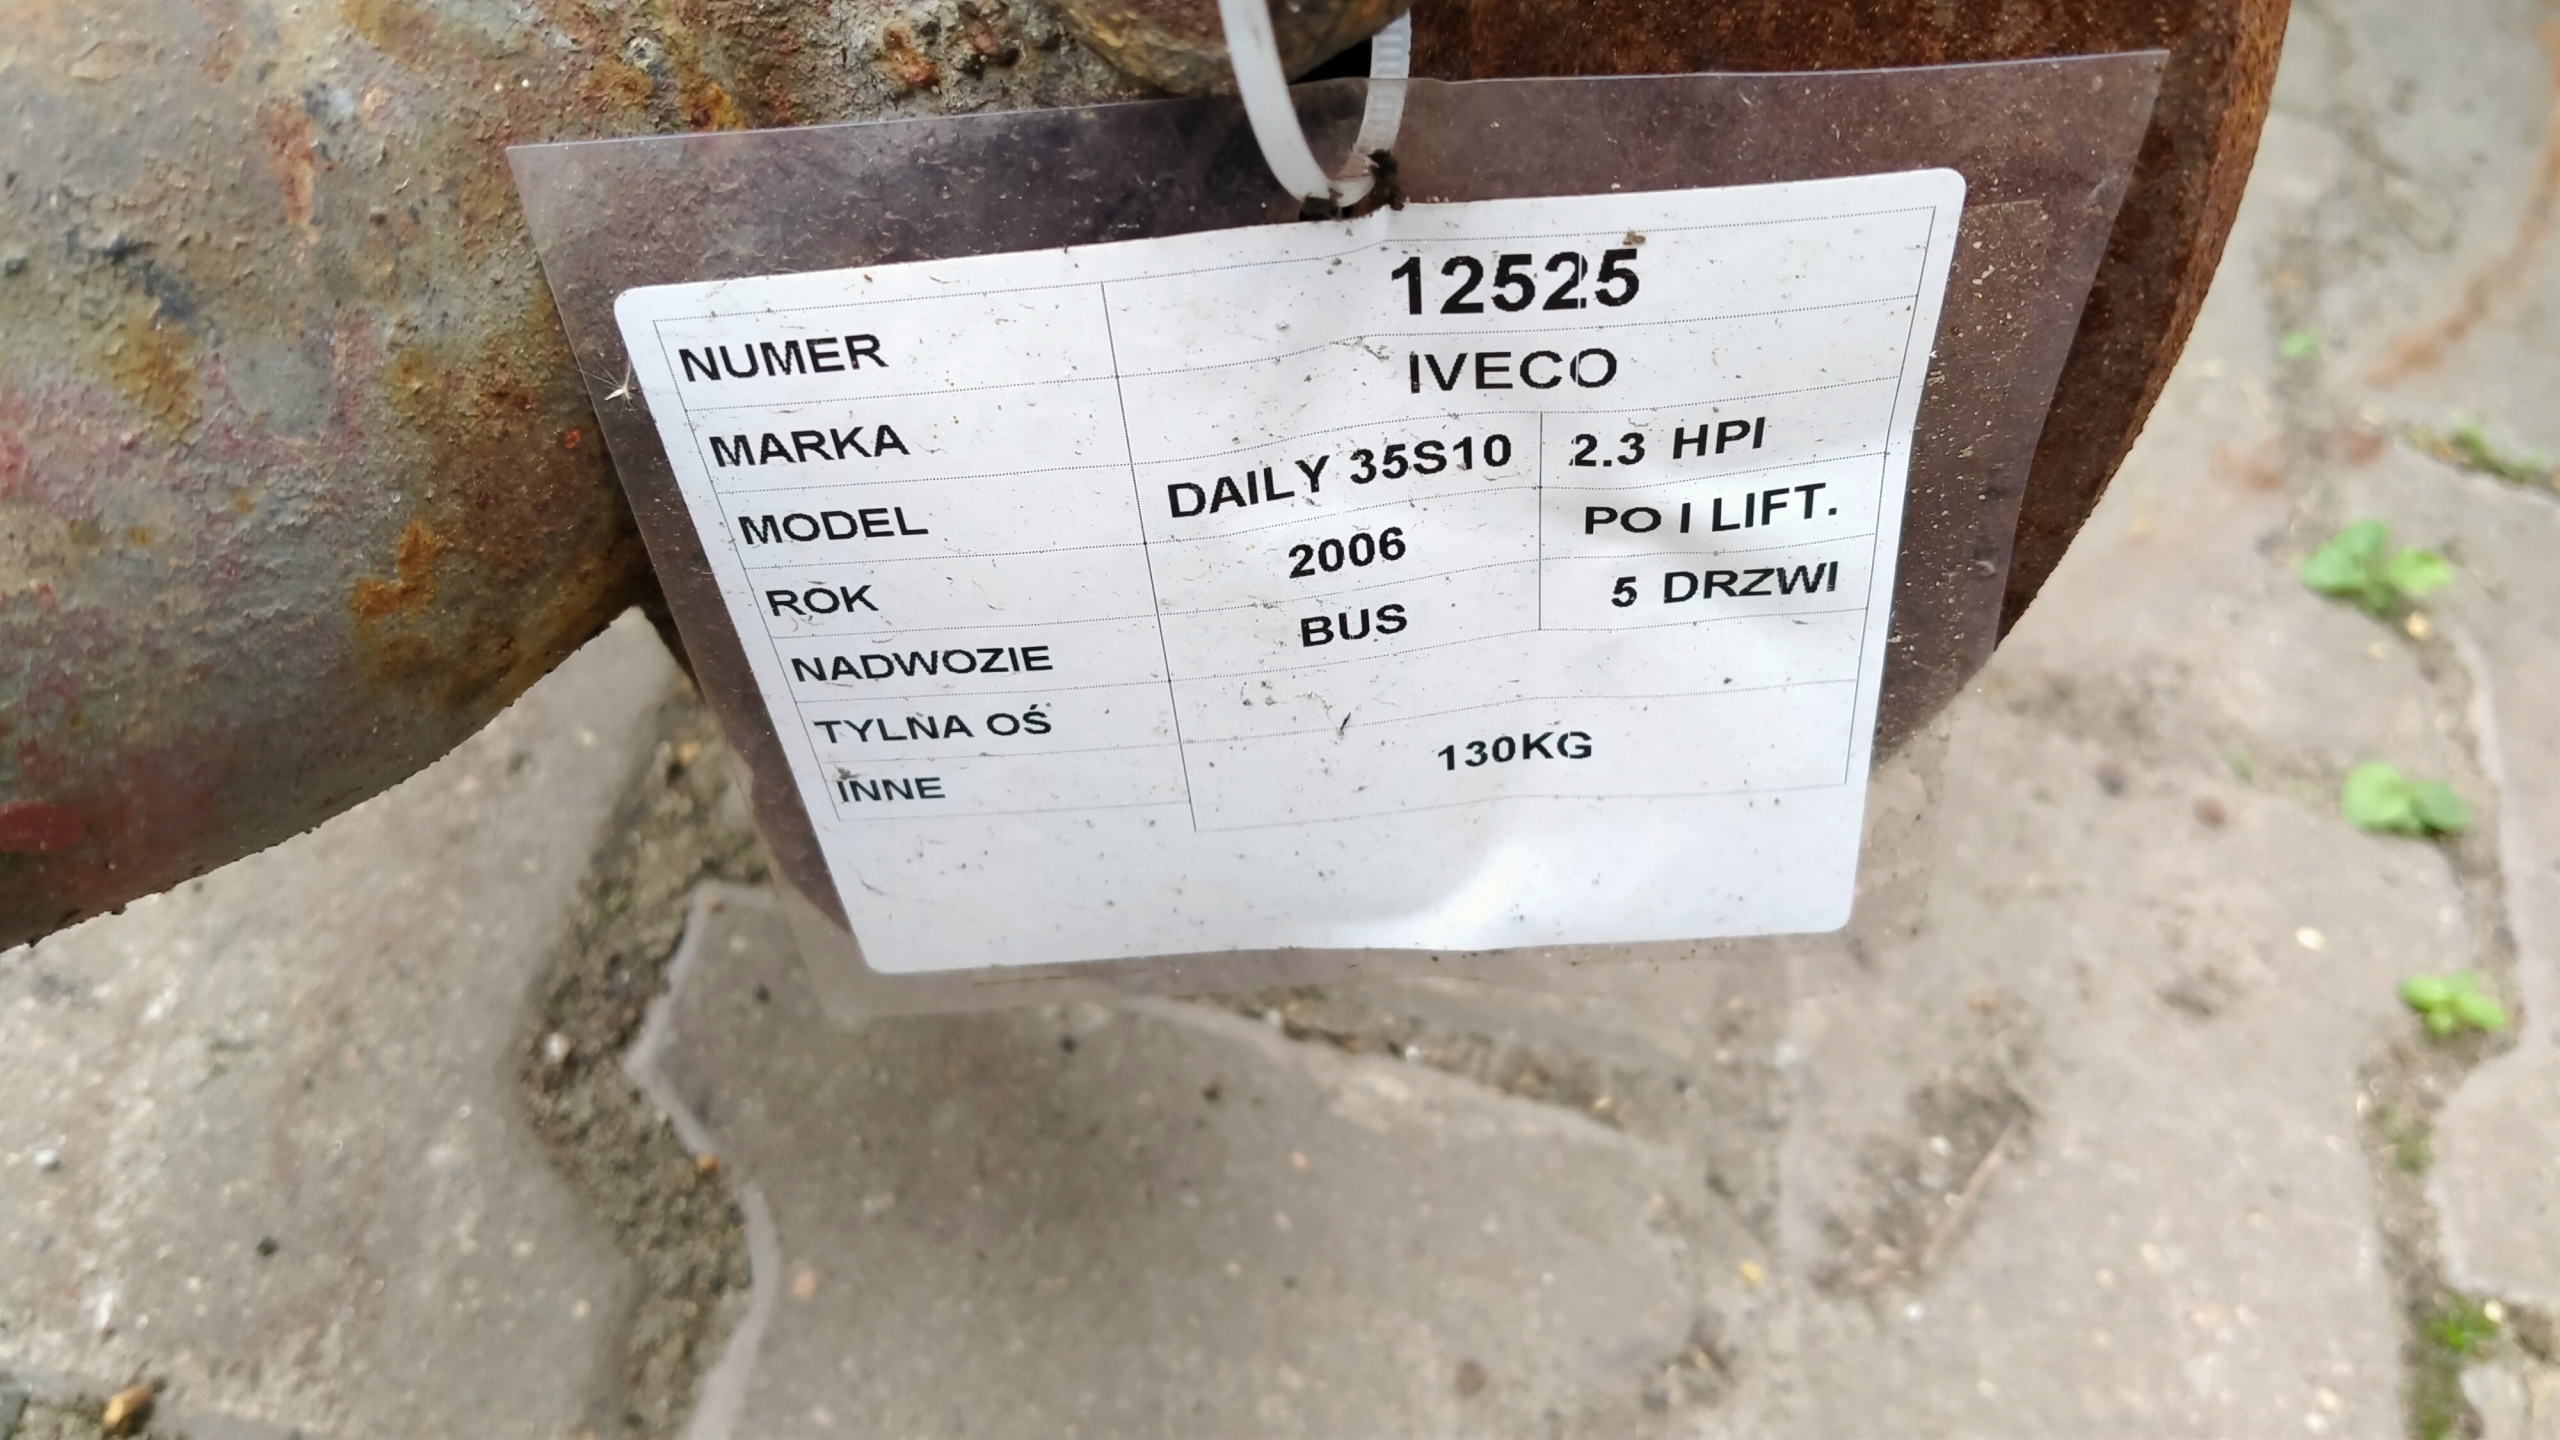 NUMER 12525
MARKA IVECO
MODEL DAILY 35S10 2.3 HPI
ROK 2006 PO I LIFT.
NADWOZIE BUS 5 DRZWI
TYLNA OŚ
INNE 130KG